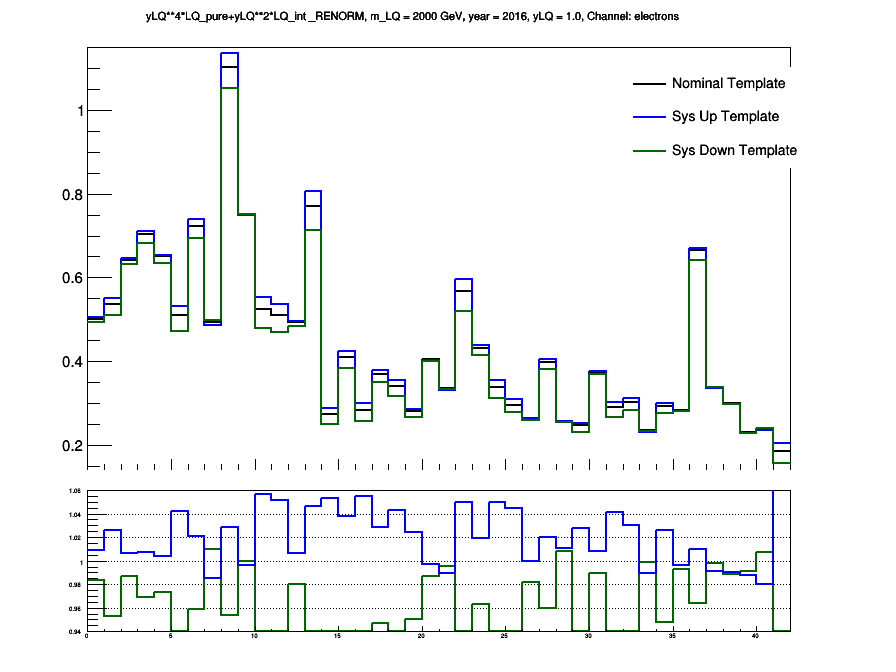 yLQ**4*LQ_pure+yLQ**2*LQ_int _RENORM, m_LQ = 2000 GeV, year = 2016, yLQ = 1.0, Channel: electrons
Nominal Template
Sys Up Template
Sys Down Template
1
0.8
0.6
0.4
0.2
1.06
1.04
1.02
1
0.98
0.96
0.94
0 5 10 15 20 25 30 35 40